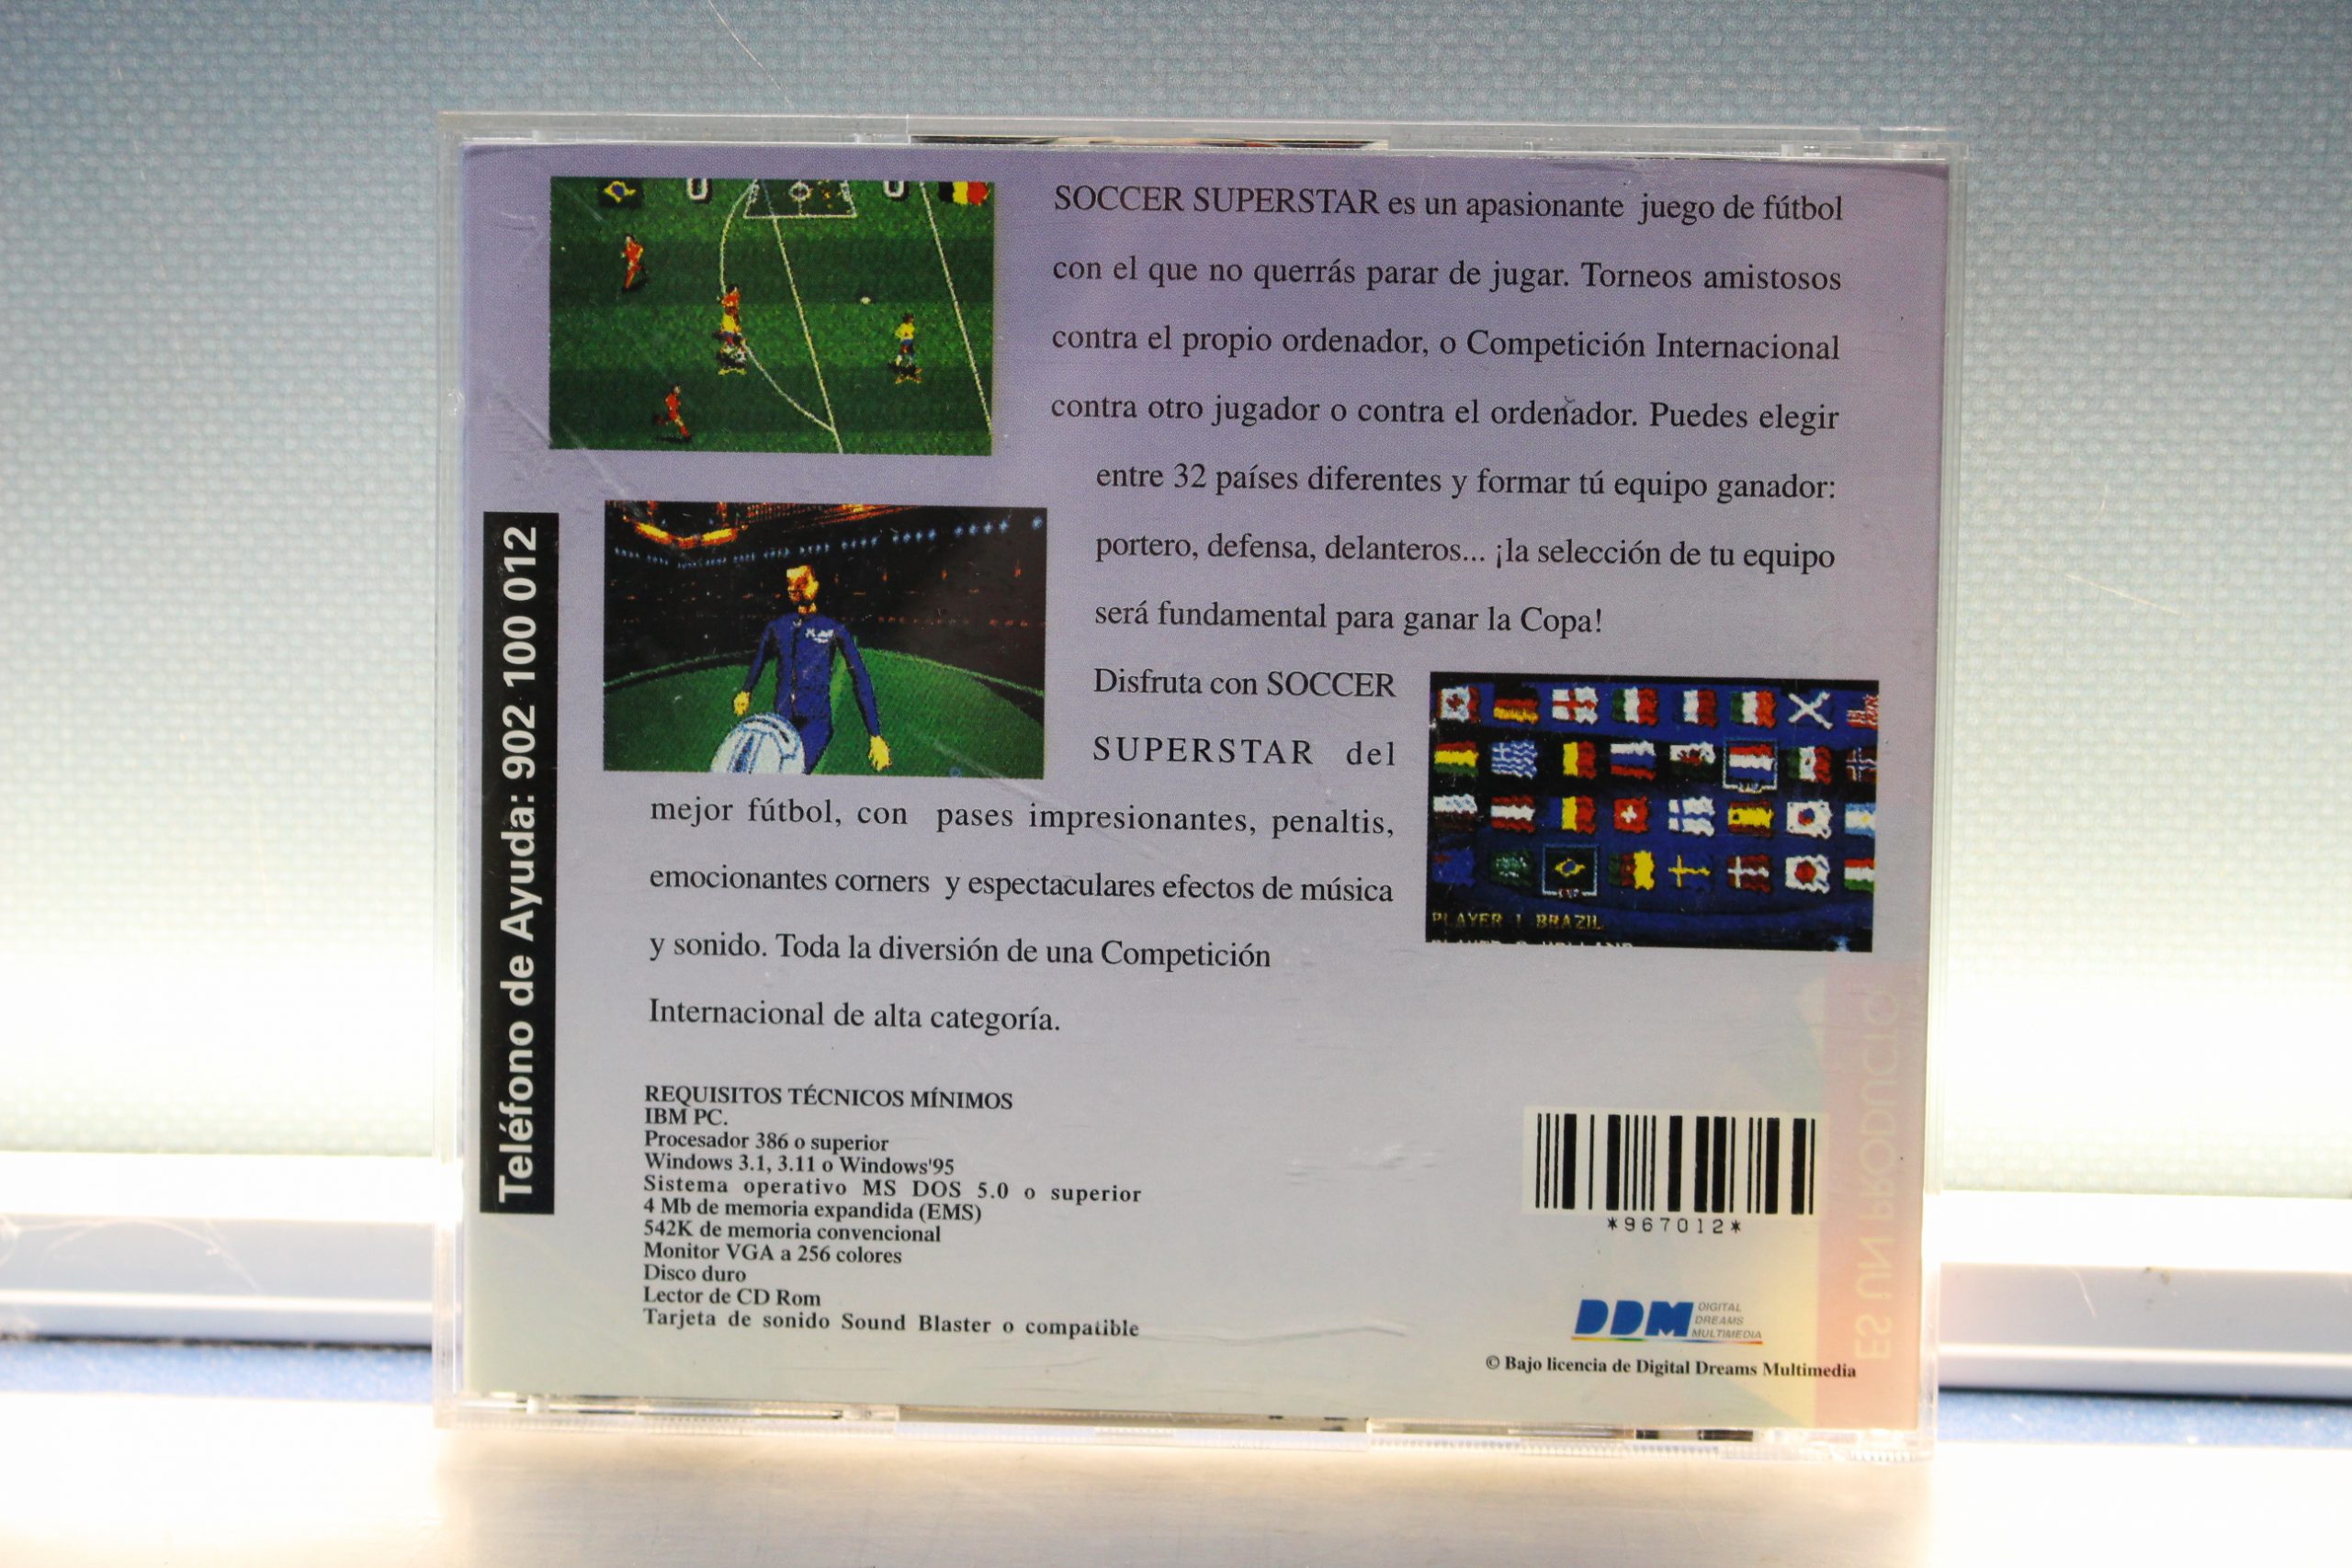 SOCCER SUPERSTAR es un apasionante juego de fútbol
con el que no querrás parar de jugar. Torneos amistosos
contra el propio ordenador, o Competición Internacional
contra otro jugador o contra el ordenador. Puedes elegir
entre 32 países diferentes y formar tú equipo ganador:
portero, defensa, delanteros... ¡la selección de tu equipo
será fundamental para ganar la Copa!
Disfruta con SOCCER
SUPERSTAR del
mejor fútbol, con pases impresionantes, penaltis,
emocionantes corners y espectaculares efectos de música
y sonido. Toda la diversión de una Competición
Internacional de alta categoría.
PLAYER 1 BRAZIL
Teléfono de Ayuda: 902 100 012
REQUISITOS TÉCNICOS MÍNIMOS
IBM PC.
Procesador 386 o superior
Windows 3.1, 3.11 o Windows'95
Sistema operativo MS DOS 5.0 o superior
4 Mb de memoria expandida (EMS)
542K de memoria convencional
Monitor VGA a 256 colores
Disco duro
Lector de CD Rom
Tarjeta de sonido Sound Blaster o compatible
*967012*
DDM DIGITAL
DREAMS
MULTIMEDIA
© Bajo licencia de Digital Dreams Multimedia
ES UN PRODUCTO